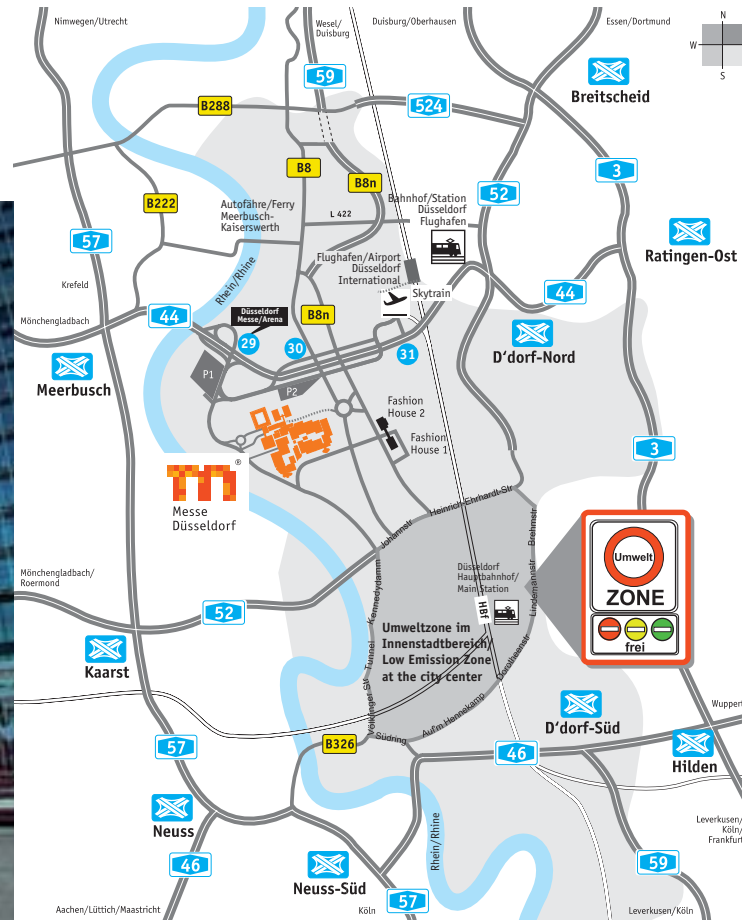 Nimwegen/Utrecht
Wesel/
Duisburg
Duisburg/Oberhausen
Essen/Dortmund
N
W
S
59
Breitscheid
B288
524
3
B8
B8n
52
B222
Autofähre/Ferry
Meerbusch-
Kaiserswerth
L 422
Bahnhof/Station
Düsseldorf
Flughafen
57
Ratingen-Ost
Flughafen/Airport
Düsseldorf
International
Rhein/Rhine
Krefeld
Skytrain
44
Mönchengladbach
44
Düsseldorf
Messe/Arena
B8n
29
30
31
D'dorf-Nord
Meerbusch
P1
P2
Fashion
House 2
Fashion
House 1
3
®
Messe
Düsseldorf
Heinrich-Ehrhardt-Str
Johannstr
Brehmstr
Umwelt
ZONE
frei
Mönchengladbach/
Roermond
Düsseldorf
Hauptbahnhof/
Main Station
HBf
Kennedydamm
Lindemannstr
52
Umweltzone im
Innenstadtbereich/
Low Emission Zone
at the city center
Kaarst
Tunnel
Dorotheenstr
Völklinger Str
Auf'm Hennekamp
Südring
D'dorf-Süd
Wuppert
57
B326
46
Hilden
Neuss
Rhein/Rhine
Leverkusen/
Köln/
Frankfurt
46
Neuss-Süd
59
57
Aachen/Lüttich/Maastricht
Köln
Leverkusen/Köln